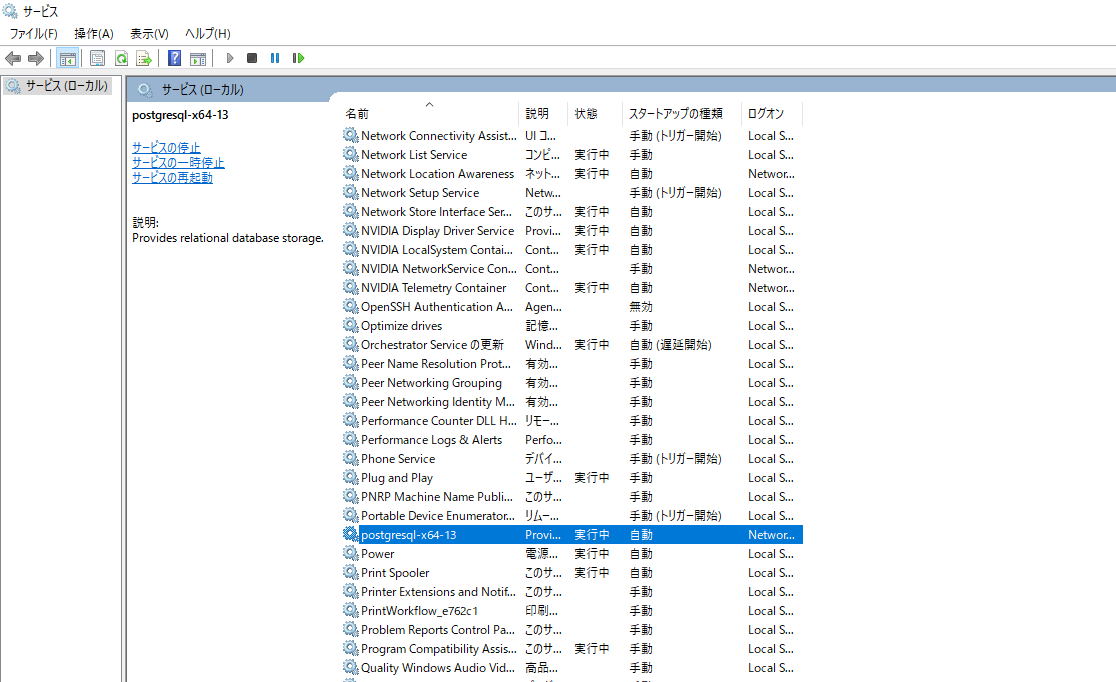 サービス
ファイル(F) 操作(A) 表示(V) ヘルプ(H)
サービス (ローカル)
サービス (ローカル)
postgresql-x64-13
サービスの停止
サービスの一時停止
サービスの再起動
説明:
Provides relational database storage.
名前 説明 状態 スタートアップの種類 ログオン
Network Connectivity Assist... UI コ... 手動 (トリガー開始) Local S...
Network List Service コンピ... 実行中 手動 Local S...
Network Location Awareness ネット... 実行中 自動 Networ...
Network Setup Service Netw... 手動 (トリガー開始) Local S...
Network Store Interface Ser... このサ... 実行中 自動 Local S...
NVIDIA Display Driver Service Provi... 実行中 自動 Local S...
NVIDIA LocalSystem Contai... Cont... 実行中 自動 Local S...
NVIDIA NetworkService Con... Cont... 手動 Networ...
NVIDIA Telemetry Container Cont... 実行中 自動 Networ...
OpenSSH Authentication A... Agen... 無効 Local S...
Optimize drives 記憶... 手動 Local S...
Orchestrator Service の更新 Wind... 実行中 自動 (遅延開始) Local S...
Peer Name Resolution Prot... 有効... 手動 Local S...
Peer Networking Grouping 有効... 手動 Local S...
Peer Networking Identity M... 有効... 手動 Local S...
Performance Counter DLL H... リモー... 手動 Local S...
Performance Logs & Alerts Perfo... 手動 Local S...
Phone Service デバイ... 手動 (トリガー開始) Local S...
Plug and Play ユーザ... 実行中 手動 Local S...
PNRP Machine Name Publi... このサ... 手動 Local S...
Portable Device Enumerator... リムー... 手動 (トリガー開始) Local S...
postgresql-x64-13 Provi... 実行中 自動 Networ...
Power 電源... 実行中 自動 Local S...
Print Spooler このサ... 実行中 自動 Local S...
Printer Extensions and Notif... このサ... 手動 Local S...
PrintWorkflow_e762c1 印刷... 手動 Local S...
Problem Reports Control Pa... このサ... 手動 Local S...
Program Compatibility Assis... このサ... 実行中 手動 Local S...
Quality Windows Audio Vid... 高品... 手動 Local S...